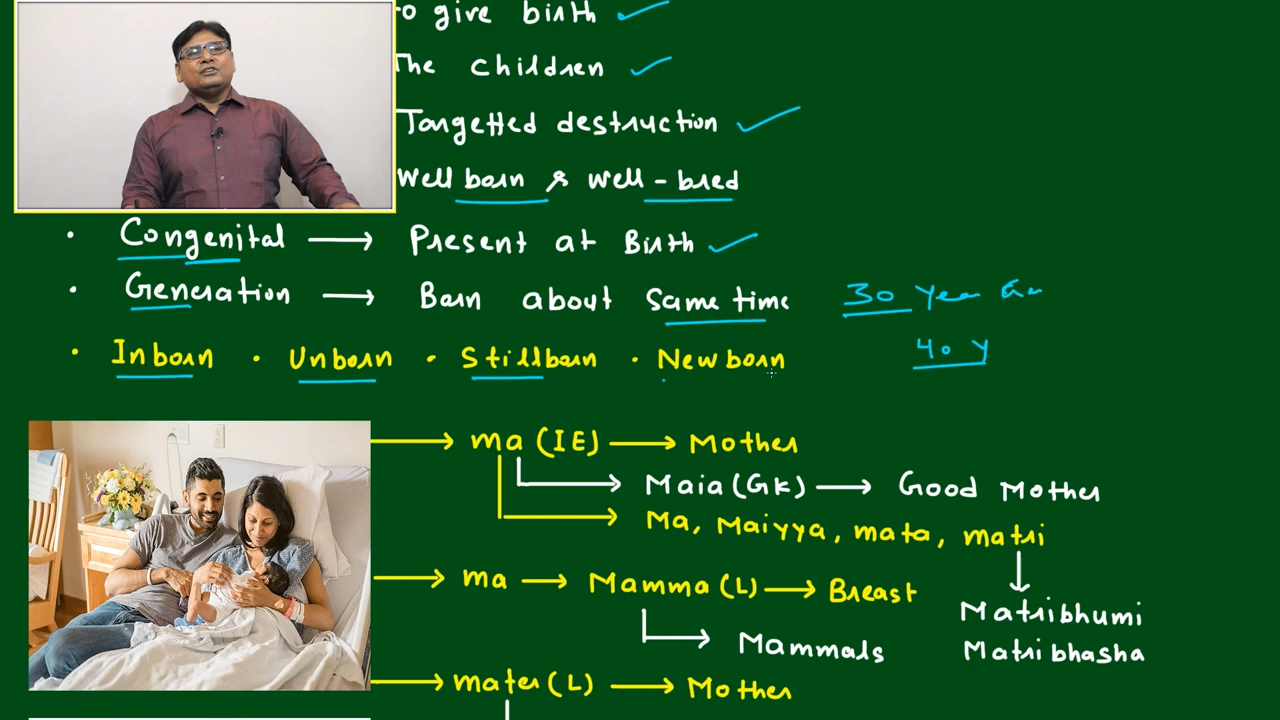 to give birth
The children
Targetted destruction
Well born & well-bred
• Congenital → Present at Birth
• Generation → Born about same time 30 year
40 Y
• Inborn • Unborn • Stillborn • Newborn
→ ma (IE) → Mother
→ Maia (Gk) → Good Mother
→ Ma, Maiyya, mata, matri
→ ma → Mamma (L) → Breast
Matribhumi
→ Mammals
Matribhasha
→ mater (L) → Mother